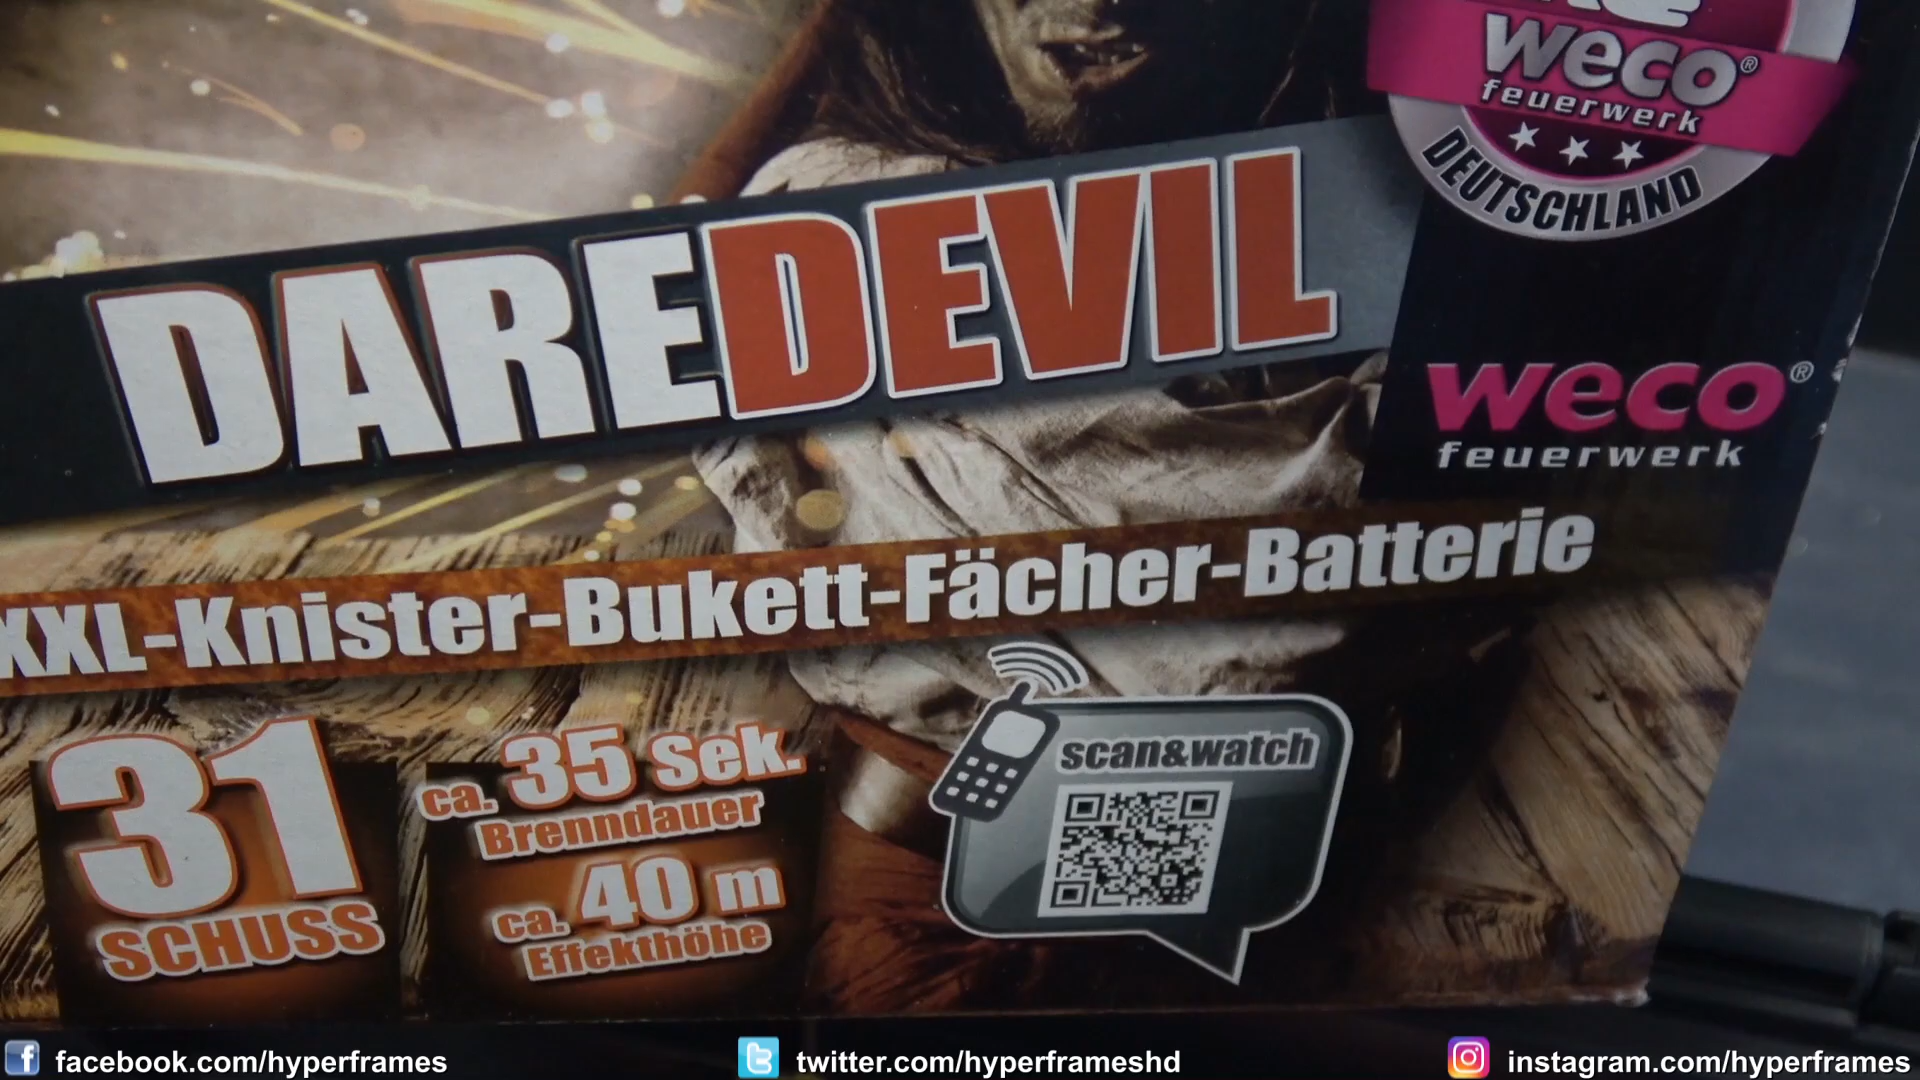 weco®
feuerwerk
DEUTSCHLAND
DAREDEVIL
weco®
feuerwerk
XXL-Knister-Bukett-Fächer-Batterie
31
SCHUSS
ca. 35 Sek.
Brenndauer
ca. 40 m
Effekthöhe
scan&watch
facebook.com/hyperframes
twitter.com/hyperframeshd
instagram.com/hyperframes